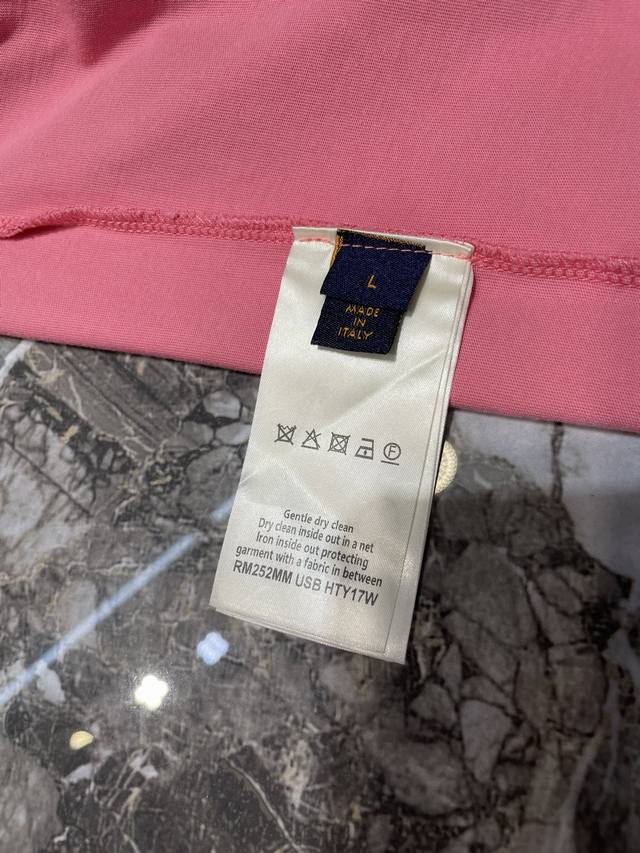 L
MADE
IN
ITALY
F
Gentle dry clean
Dry clean inside out in a net
Iron inside out protecting
garment with a fabric in between
RM252MM USB HTY17W